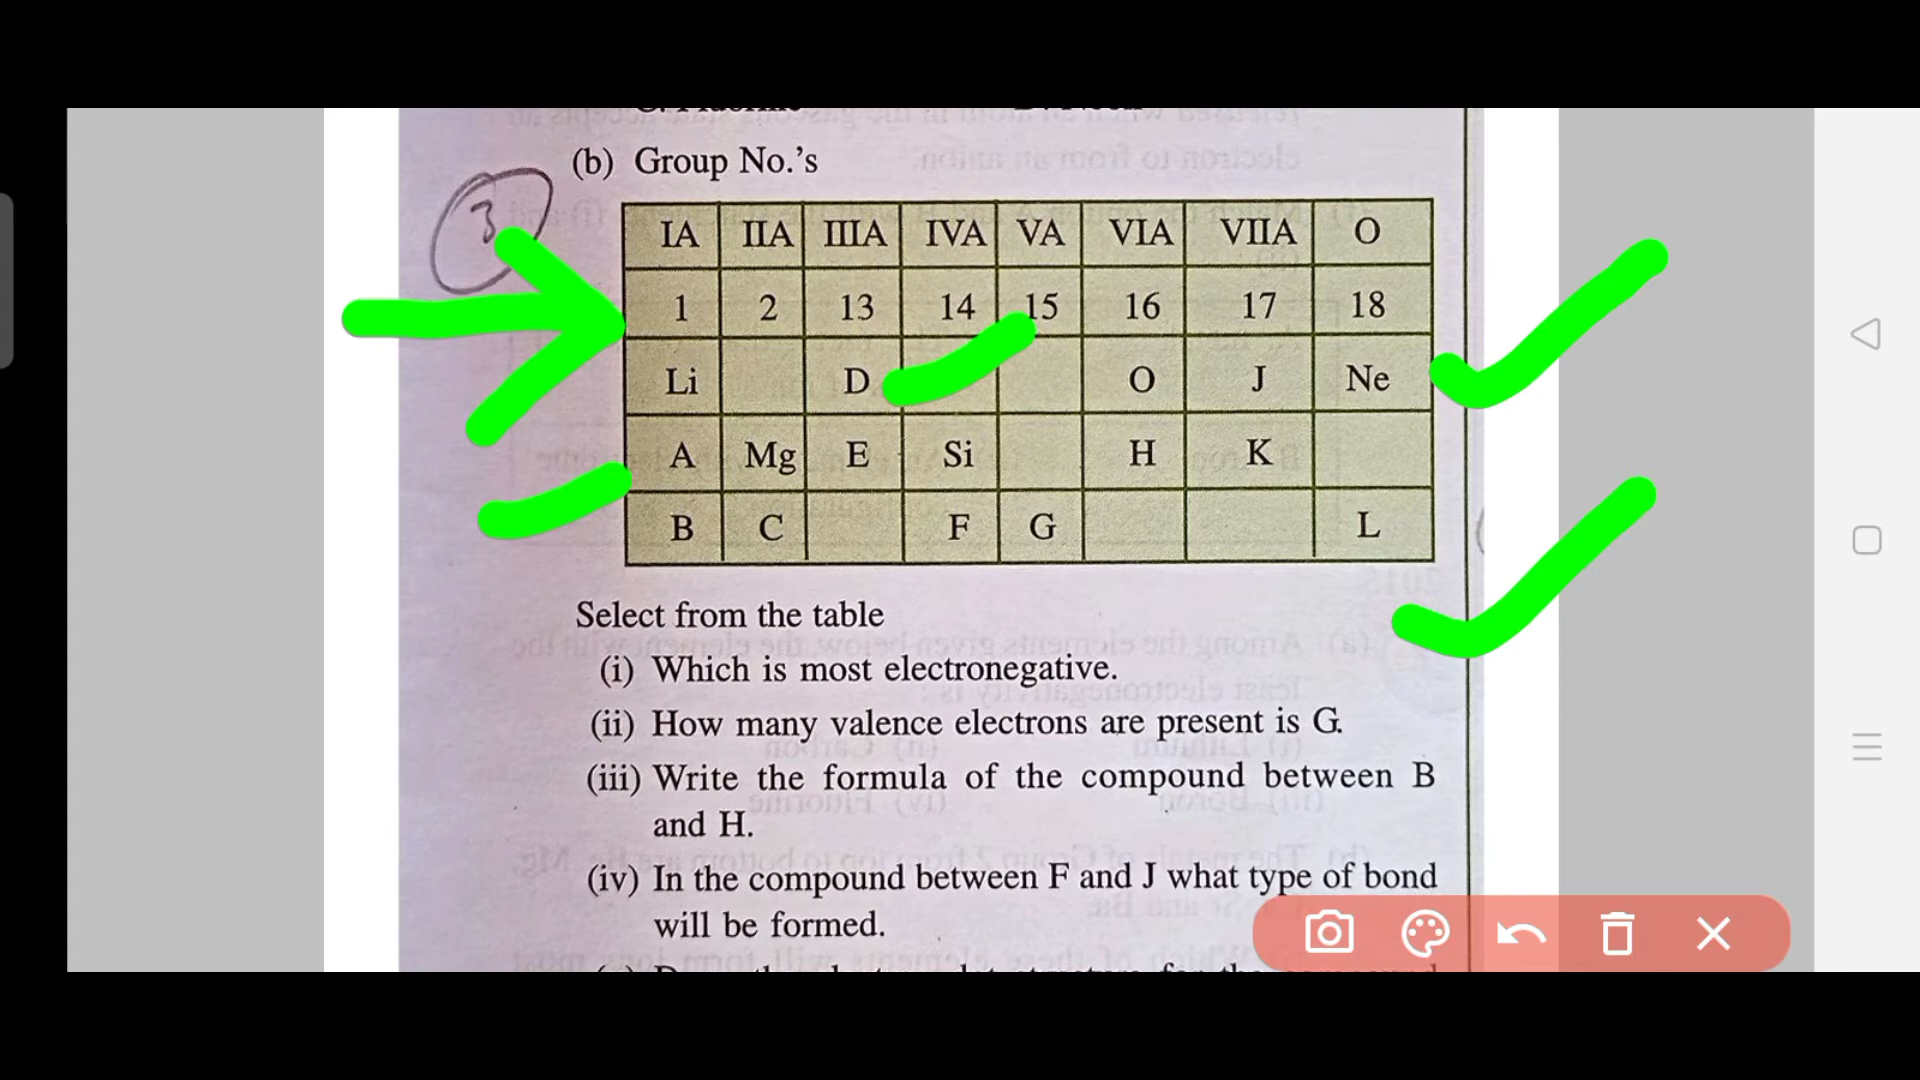 (b) Group No.'s
3
IA IIA IIIA IVA VA VIA VIIA O
1 2 13 14 15 16 17 18
Li D O J Ne
A Mg E Si H K
B C F G L
Select from the table
(i) Which is most electronegative.
(ii) How many valence electrons are present is G.
(iii) Write the formula of the compound between B
and H.
(iv) In the compound between F and J what type of bond
will be formed.